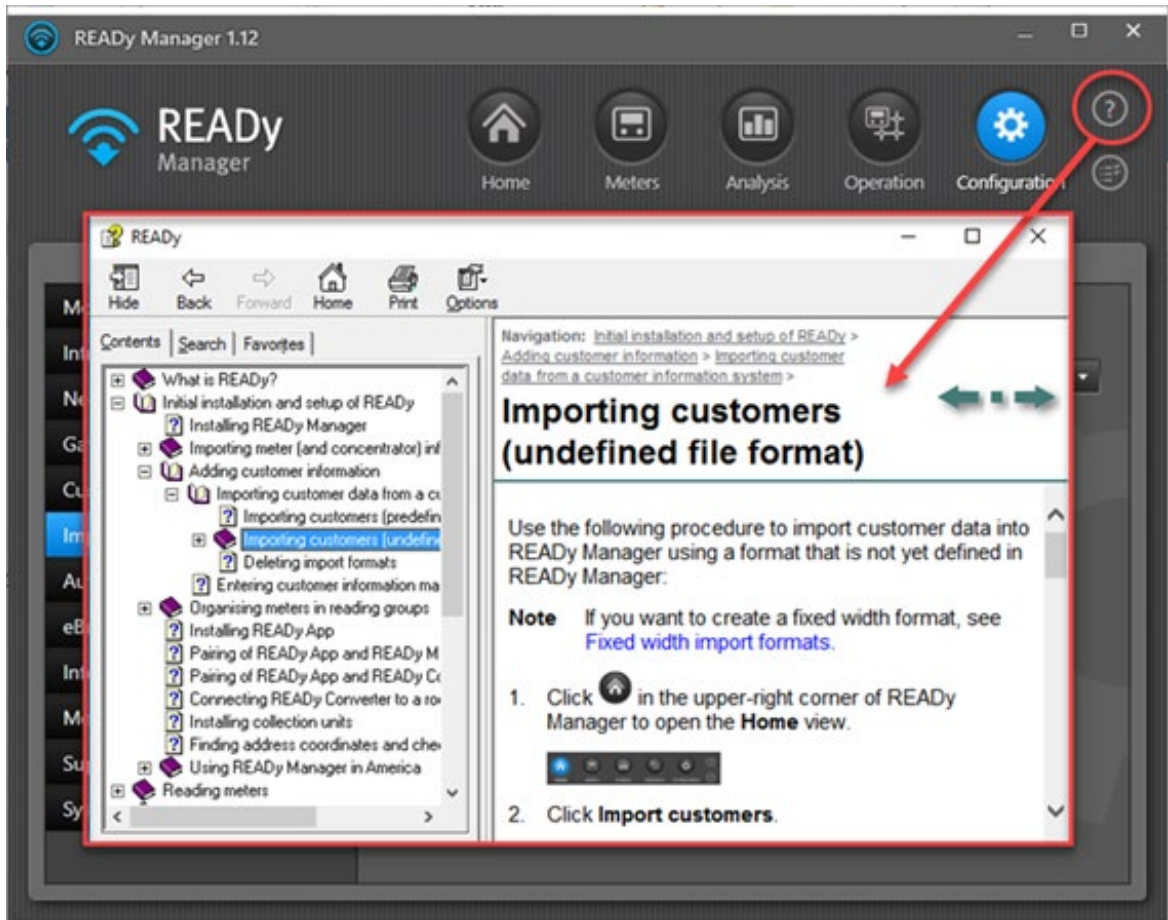 READy Manager 1.12
READy
Manager
Home
Meters
Analysis
Operation
Configuration
READy
Hide
Back
Forward
Home
Print
Options
Contents
Search
Favorites
What is READy?
Initial installation and setup of READy
Installing READy Manager
Importing meter (and concentrator) inf
Adding customer information
Importing customer data from a cu
Importing customers (predefin
Importing customers (undefine
Deleting import formats
Entering customer information ma
Organising meters in reading groups
Installing READy App
Pairing of READy App and READy M
Pairing of READy App and READy Co
Connecting READy Converter to a ro
Installing collection units
Finding address coordinates and che
Using READy Manager in America
Reading meters
Navigation: Initial installation and setup of READy >
Adding customer information > Importing customer
data from a customer information system >
Importing customers
(undefined file format)
Use the following procedure to import customer data into
READy Manager using a format that is not yet defined in
READy Manager:
Note If you want to create a fixed width format, see
Fixed width import formats.
1. Click in the upper-right corner of READy
Manager to open the Home view.
2. Click Import customers.